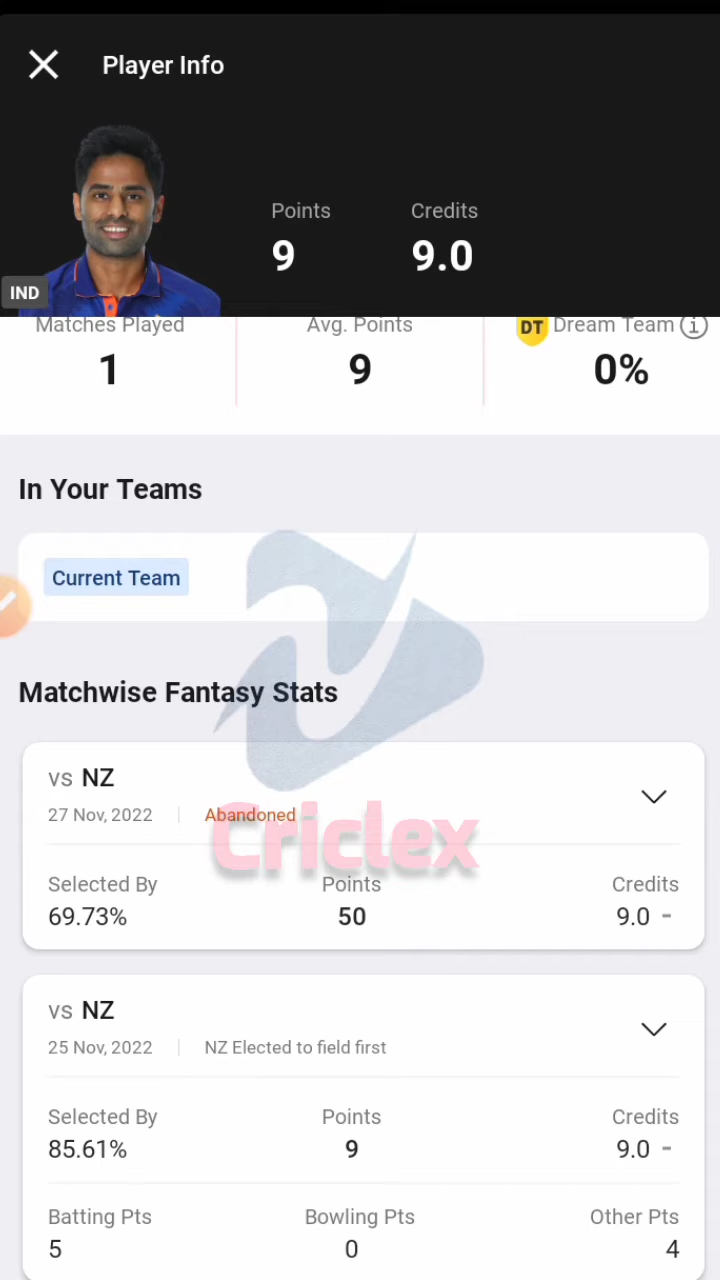 Player Info
Points Credits
9 9.0
IND
Matches Played Avg. Points DT Dream Team i
1 9 0%
In Your Teams
Current Team
Matchwise Fantasy Stats
vs NZ
27 Nov, 2022 Abandoned
Criclex
Selected By Points Credits
69.73% 50 9.0 -
vs NZ
25 Nov, 2022 NZ Elected to field first
Selected By Points Credits
85.61% 9 9.0 -
Batting Pts Bowling Pts Other Pts
5 0 4